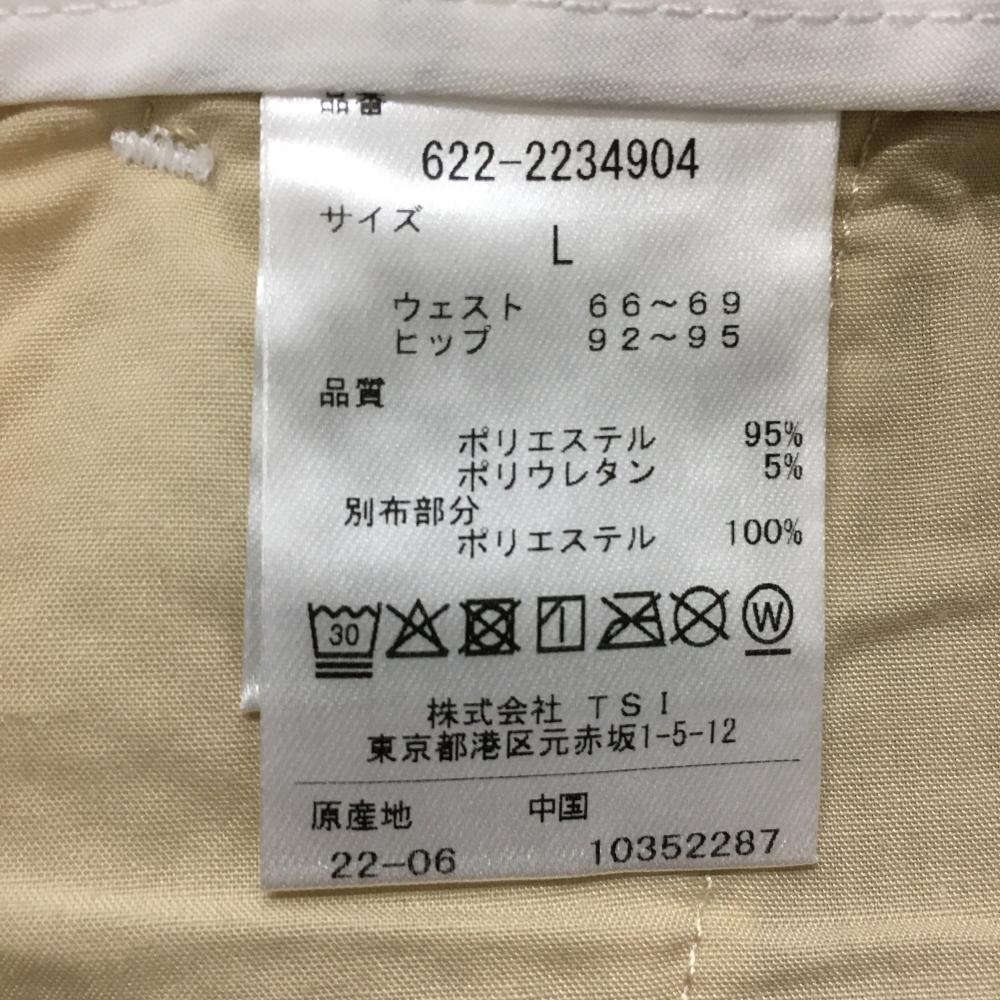 品番
622-2234904
サイズ
L
ウェスト 66~69
ヒップ 92~95
品質
ポリエステル 95%
ポリウレタン 5%
別布部分
ポリエステル 100%
30 W
株式会社 TSI
東京都港区元赤坂1-5-12
原産地 中国
22-06 10352287